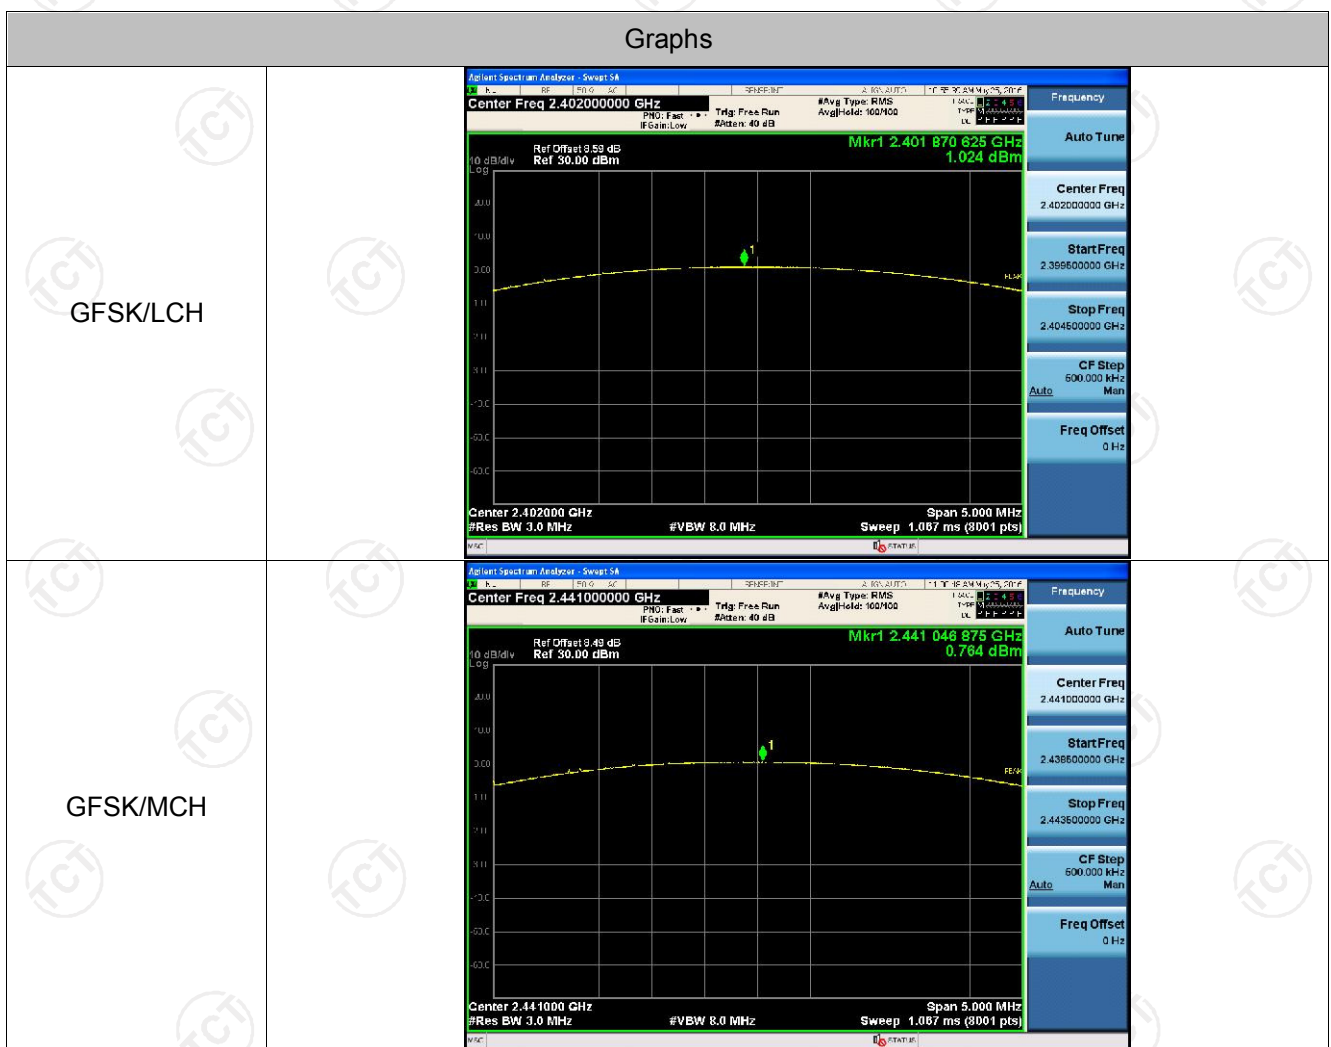 Graphs
GFSK/LCH
Agilent Spectrum Analyzer - Swept SA
Center Freq 2.402000000 GHz
PNO: Fast
IFGain:Low
Trig: Free Run
#Atten: 40 dB
#Avg Type: RMS
Avg|Hold: 100/100
TYPE
Frequency
Auto Tune
Mkr1 2.401 870 625 GHz
1.024 dBm
Ref Offset 8.59 dB
10 dB/div Ref 30.00 dBm
Log
1
PEAK
Center Freq
2.402000000 GHz
Start Freq
2.399500000 GHz
Stop Freq
2.404500000 GHz
CF Step
500.000 kHz
Auto Man
Freq Offset
0 Hz
Center 2.402000 GHz
Span 5.000 MHz
#Res BW 3.0 MHz
#VBW 8.0 MHz
Sweep 1.067 ms (8001 pts)
MSG
STATUS
GFSK/MCH
Agilent Spectrum Analyzer - Swept SA
Center Freq 2.441000000 GHz
PNO: Fast
IFGain:Low
Trig: Free Run
#Atten: 40 dB
#Avg Type: RMS
Avg|Hold: 100/100
TYPE
Frequency
Auto Tune
Mkr1 2.441 046 875 GHz
0.764 dBm
Ref Offset 8.49 dB
10 dB/div Ref 30.00 dBm
Log
1
PEAK
Center Freq
2.441000000 GHz
Start Freq
2.438500000 GHz
Stop Freq
2.443500000 GHz
CF Step
500.000 kHz
Auto Man
Freq Offset
0 Hz
Center 2.441000 GHz
Span 5.000 MHz
#Res BW 3.0 MHz
#VBW 8.0 MHz
Sweep 1.067 ms (8001 pts)
MSG
STATUS